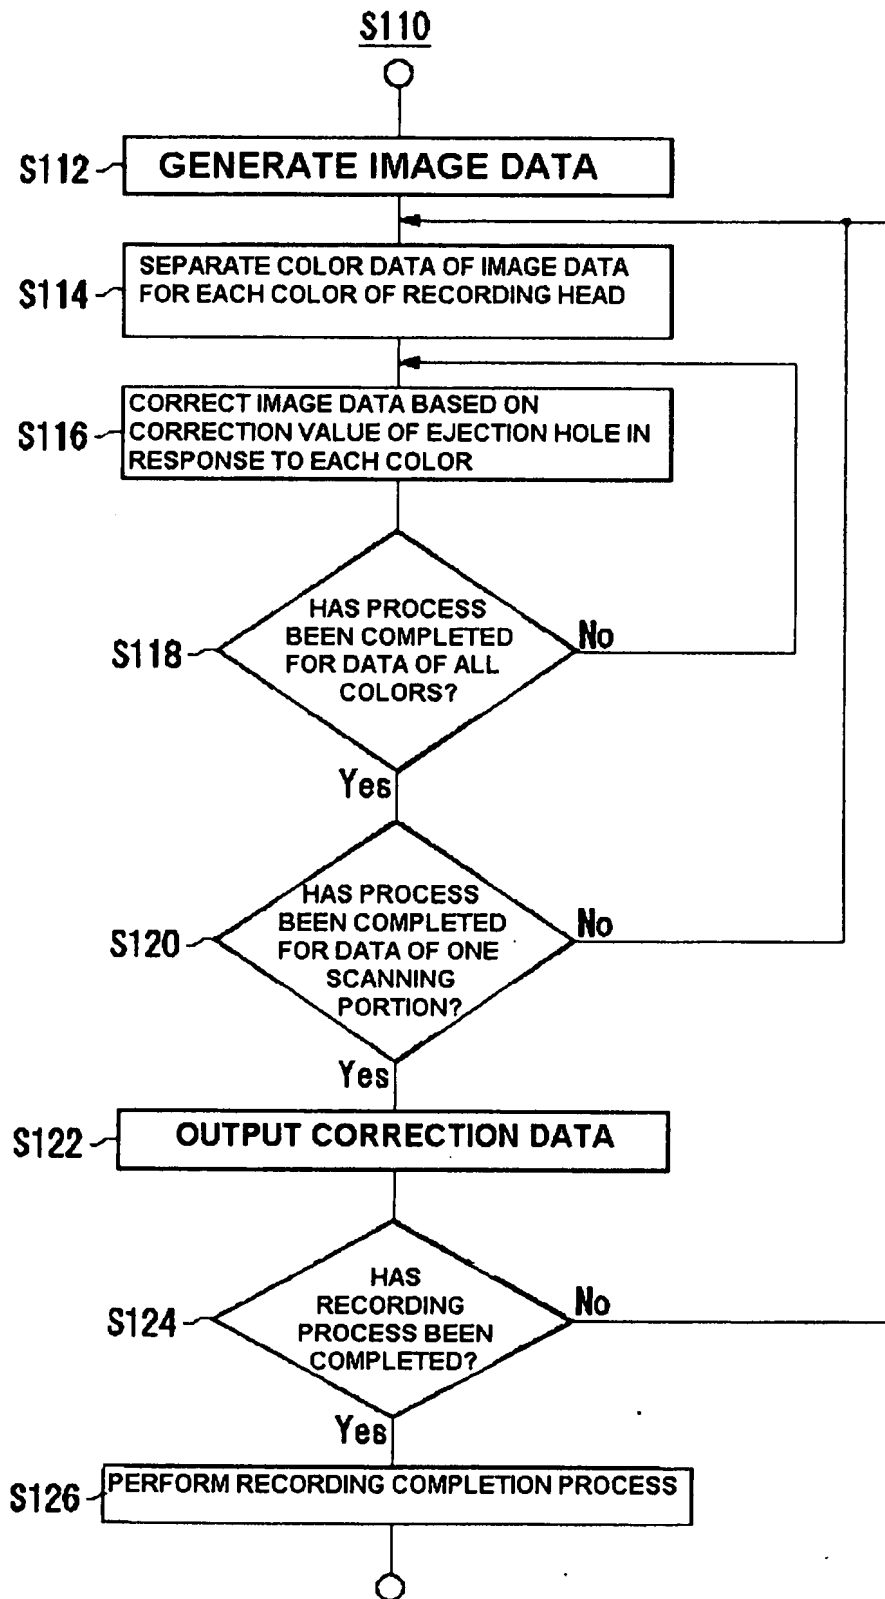 S110
S112
GENERATE IMAGE DATA
S114
SEPARATE COLOR DATA OF IMAGE DATA
FOR EACH COLOR OF RECORDING HEAD
S116
CORRECT IMAGE DATA BASED ON
CORRECTION VALUE OF EJECTION HOLE IN
RESPONSE TO EACH COLOR
S118
HAS PROCESS
BEEN COMPLETED
FOR DATA OF ALL
COLORS?
No
Yes
S120
HAS PROCESS
BEEN COMPLETED
FOR DATA OF ONE
SCANNING
PORTION?
No
Yes
S122
OUTPUT CORRECTION DATA
S124
HAS
RECORDING
PROCESS BEEN
COMPLETED?
No
Yes
S126
PERFORM RECORDING COMPLETION PROCESS